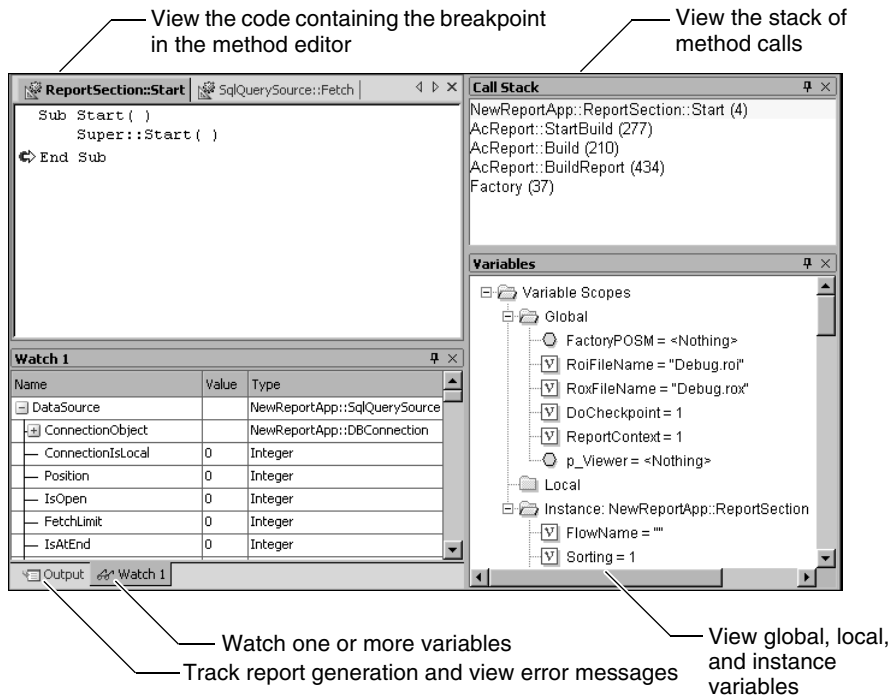 View the code containing the breakpoint
in the method editor
View the stack of
method calls
ReportSection::Start
SqlQuerySource::Fetch
Sub Start( )
Super::Start( )
End Sub
Call Stack
NewReportApp::ReportSection::Start (4)
AcReport::StartBuild (277)
AcReport::Build (210)
AcReport::BuildReport (434)
Factory (37)
Variables
Variable Scopes
Global
FactoryPOSM = <Nothing>
RoiFileName = "Debug.roi"
RoxFileName = "Debug.rox"
DoCheckpoint = 1
ReportContext = 1
p_Viewer = <Nothing>
Local
Instance: NewReportApp::ReportSection
FlowName = ""
Sorting = 1
Watch 1
Name Value Type
DataSource NewReportApp::SqlQuerySource
ConnectionObject NewReportApp::DBConnection
ConnectionIsLocal 0 Integer
Position 0 Integer
IsOpen 0 Integer
FetchLimit 0 Integer
IsAtEnd 0 Integer
Output Watch 1
Watch one or more variables
Track report generation and view error messages
View global, local,
and instance
variables